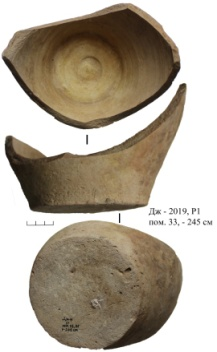 Дж - 2019, Р1
пом. 33, - 245 см